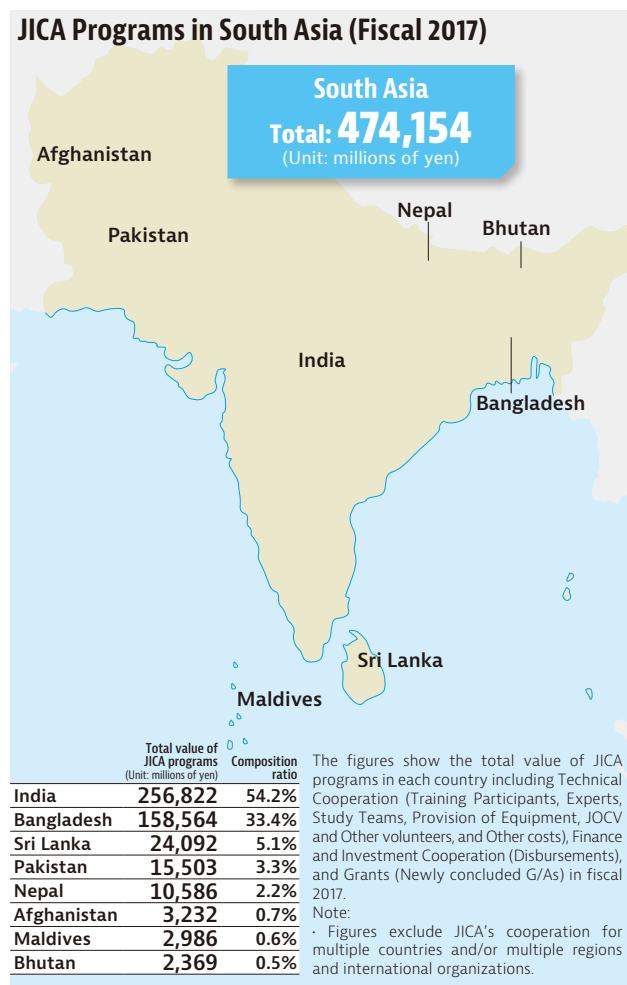 JICA Programs in South Asia (Fiscal 2017)
South Asia
Total: 474,154
(Unit: millions of yen)
Afghanistan
Pakistan
Nepal
Bhutan
India
Bangladesh
Sri Lanka
Maldives
Total value of
JICA programs
(Unit: millions of yen)
Composition
ratio
India 256,822 54.2%
Bangladesh 158,564 33.4%
Sri Lanka 24,092 5.1%
Pakistan 15,503 3.3%
Nepal 10,586 2.2%
Afghanistan 3,232 0.7%
Maldives 2,986 0.6%
Bhutan 2,369 0.5%
The figures show the total value of JICA
programs in each country including Technical
Cooperation (Training Participants, Experts,
Study Teams, Provision of Equipment, JOCV
and Other volunteers, and Other costs), Finance
and Investment Cooperation (Disbursements),
and Grants (Newly concluded G/As) in fiscal
2017.
Note:
· Figures exclude JICA's cooperation for
multiple countries and/or multiple regions
and international organizations.